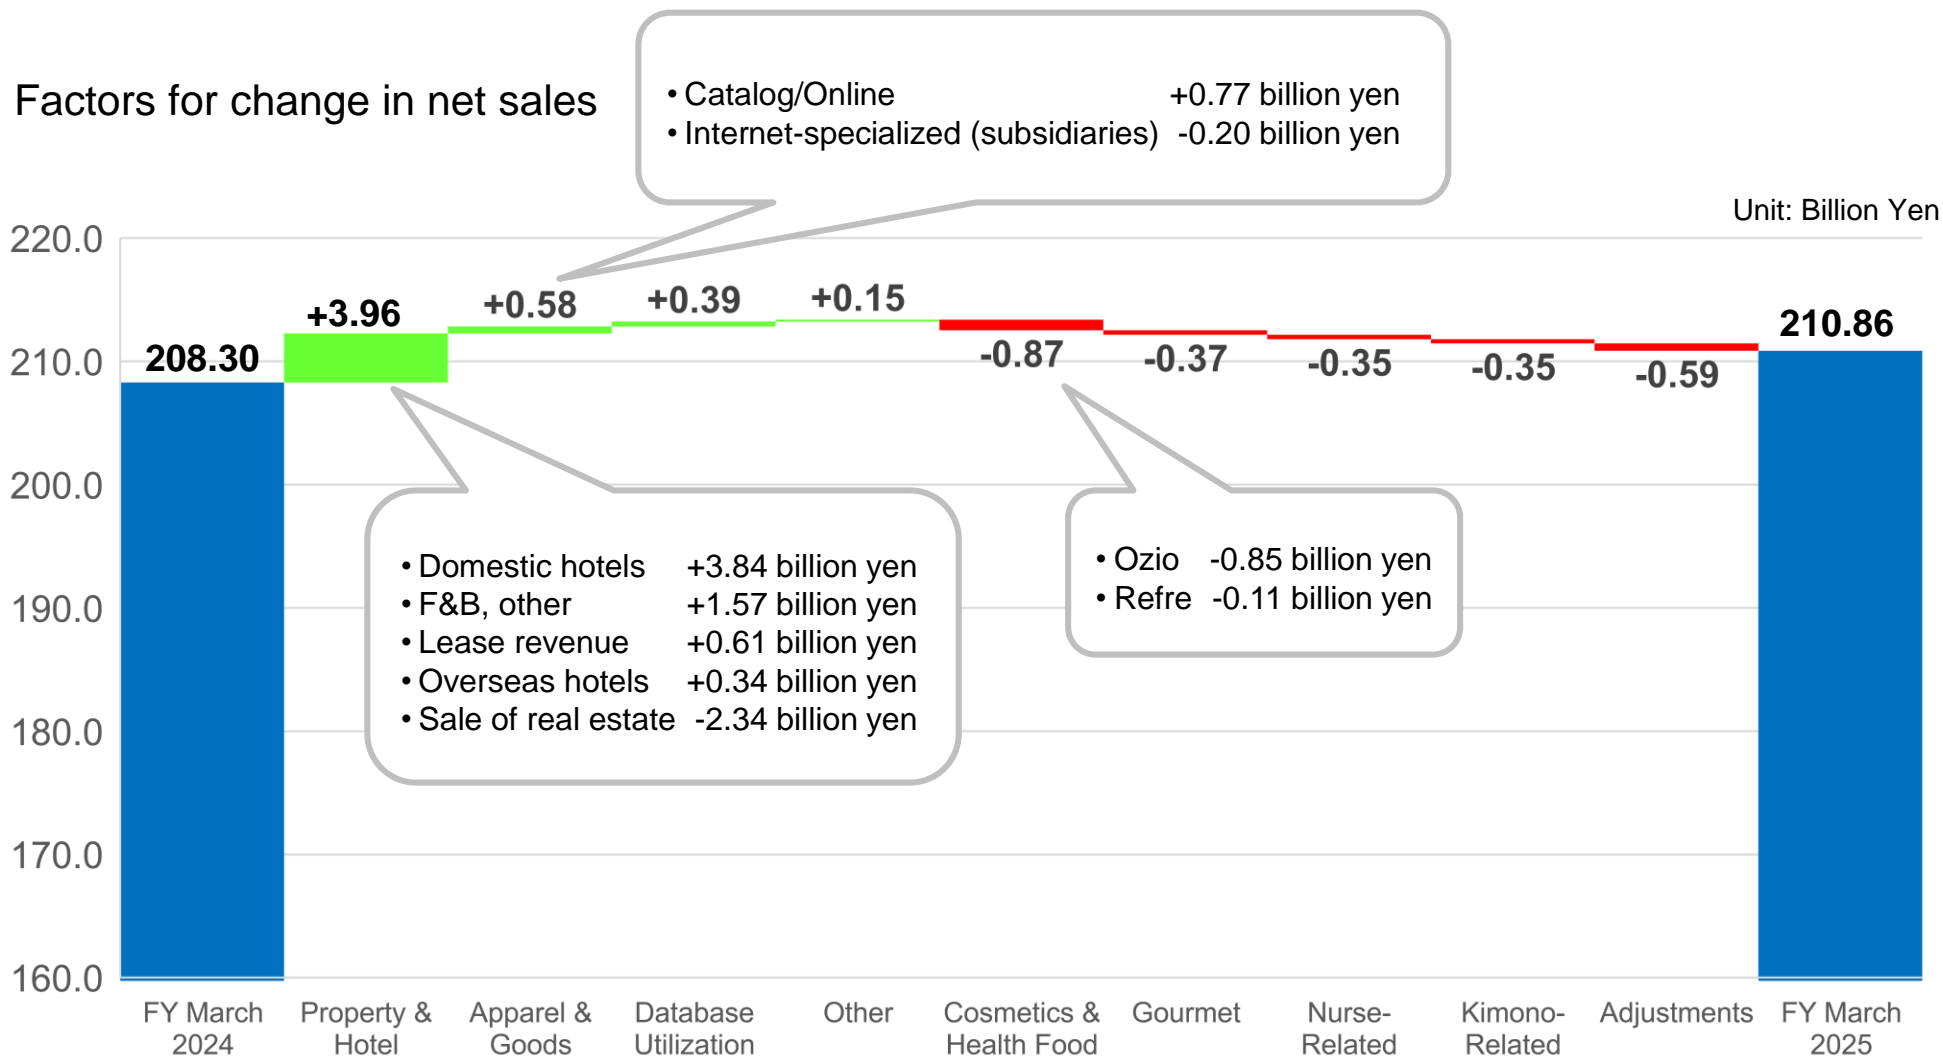 Factors for change in net sales
• Catalog/Online +0.77 billion yen
• Internet-specialized (subsidiaries) -0.20 billion yen
Unit: Billion Yen
220.0
210.0
200.0
190.0
180.0
170.0
160.0
208.30
+3.96
+0.58
+0.39
+0.15
-0.87
-0.37
-0.35
-0.35
-0.59
210.86
• Domestic hotels +3.84 billion yen
• F&B, other +1.57 billion yen
• Lease revenue +0.61 billion yen
• Overseas hotels +0.34 billion yen
• Sale of real estate -2.34 billion yen
• Ozio -0.85 billion yen
• Refre -0.11 billion yen
FY March
2024
Property &
Hotel
Apparel &
Goods
Database
Utilization
Other
Cosmetics &
Health Food
Gourmet
Nurse-
Related
Kimono-
Related
Adjustments
FY March
2025